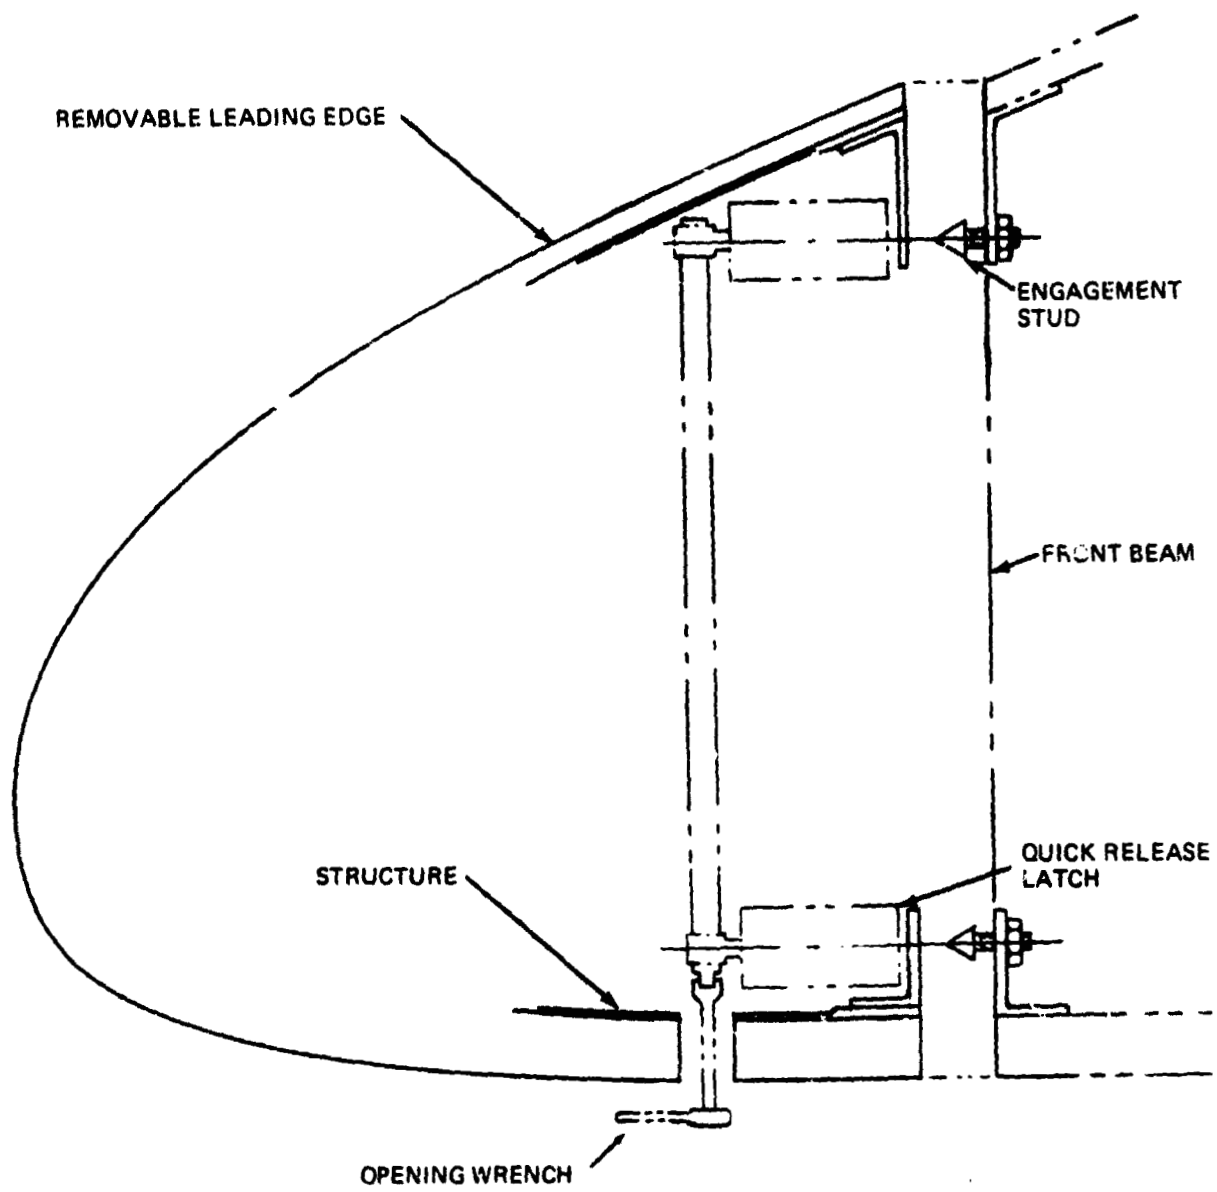 REMOVABLE LEADING EDGE
ENGAGEMENT
STUD
FRONT BEAM
QUICK RELEASE
LATCH
STRUCTURE
OPENING WRENCH